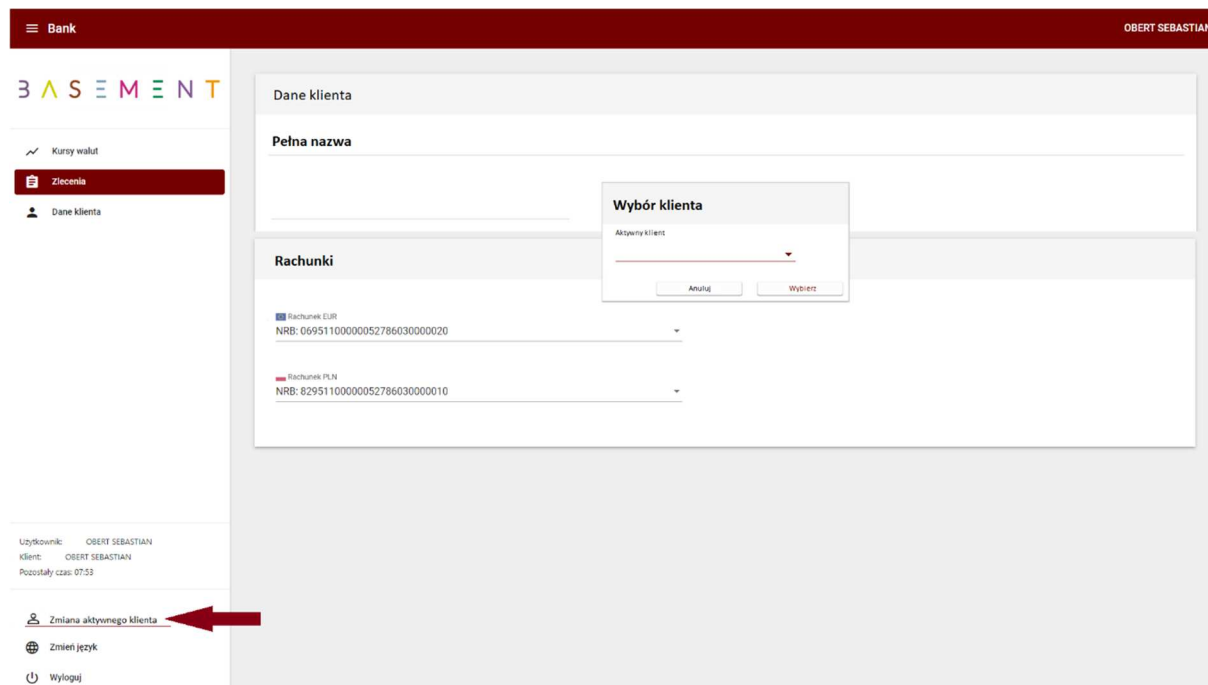 Bank
OBERT SEBASTIAN
BASEMENT
Kursy walut
Zlecenia
Dane klienta
Dane klienta
Pełna nazwa
Wybór klienta
Aktywny klient
Anuluj
Wybierz
Rachunki
Rachunek EUR
NRB: 06951100000052786030000020
Rachunek PLN
NRB: 82951100000052786030000010
Użytkownik: OBERT SEBASTIAN
Klient: OBERT SEBASTIAN
Pozostały czas: 07:53
Zmiana aktywnego klienta
Zmień język
Wyloguj